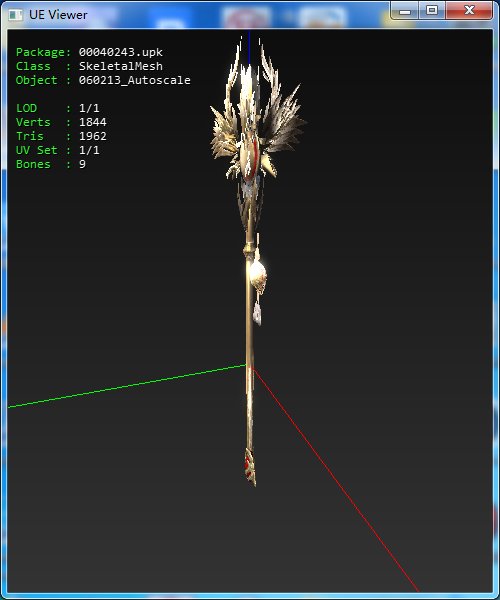 UE Viewer
Package: 00040243.upk
Class : SkeletalMesh
Object : 060213_Autoscale
LOD : 1/1
Verts : 1844
Tris : 1962
UV Set : 1/1
Bones : 9